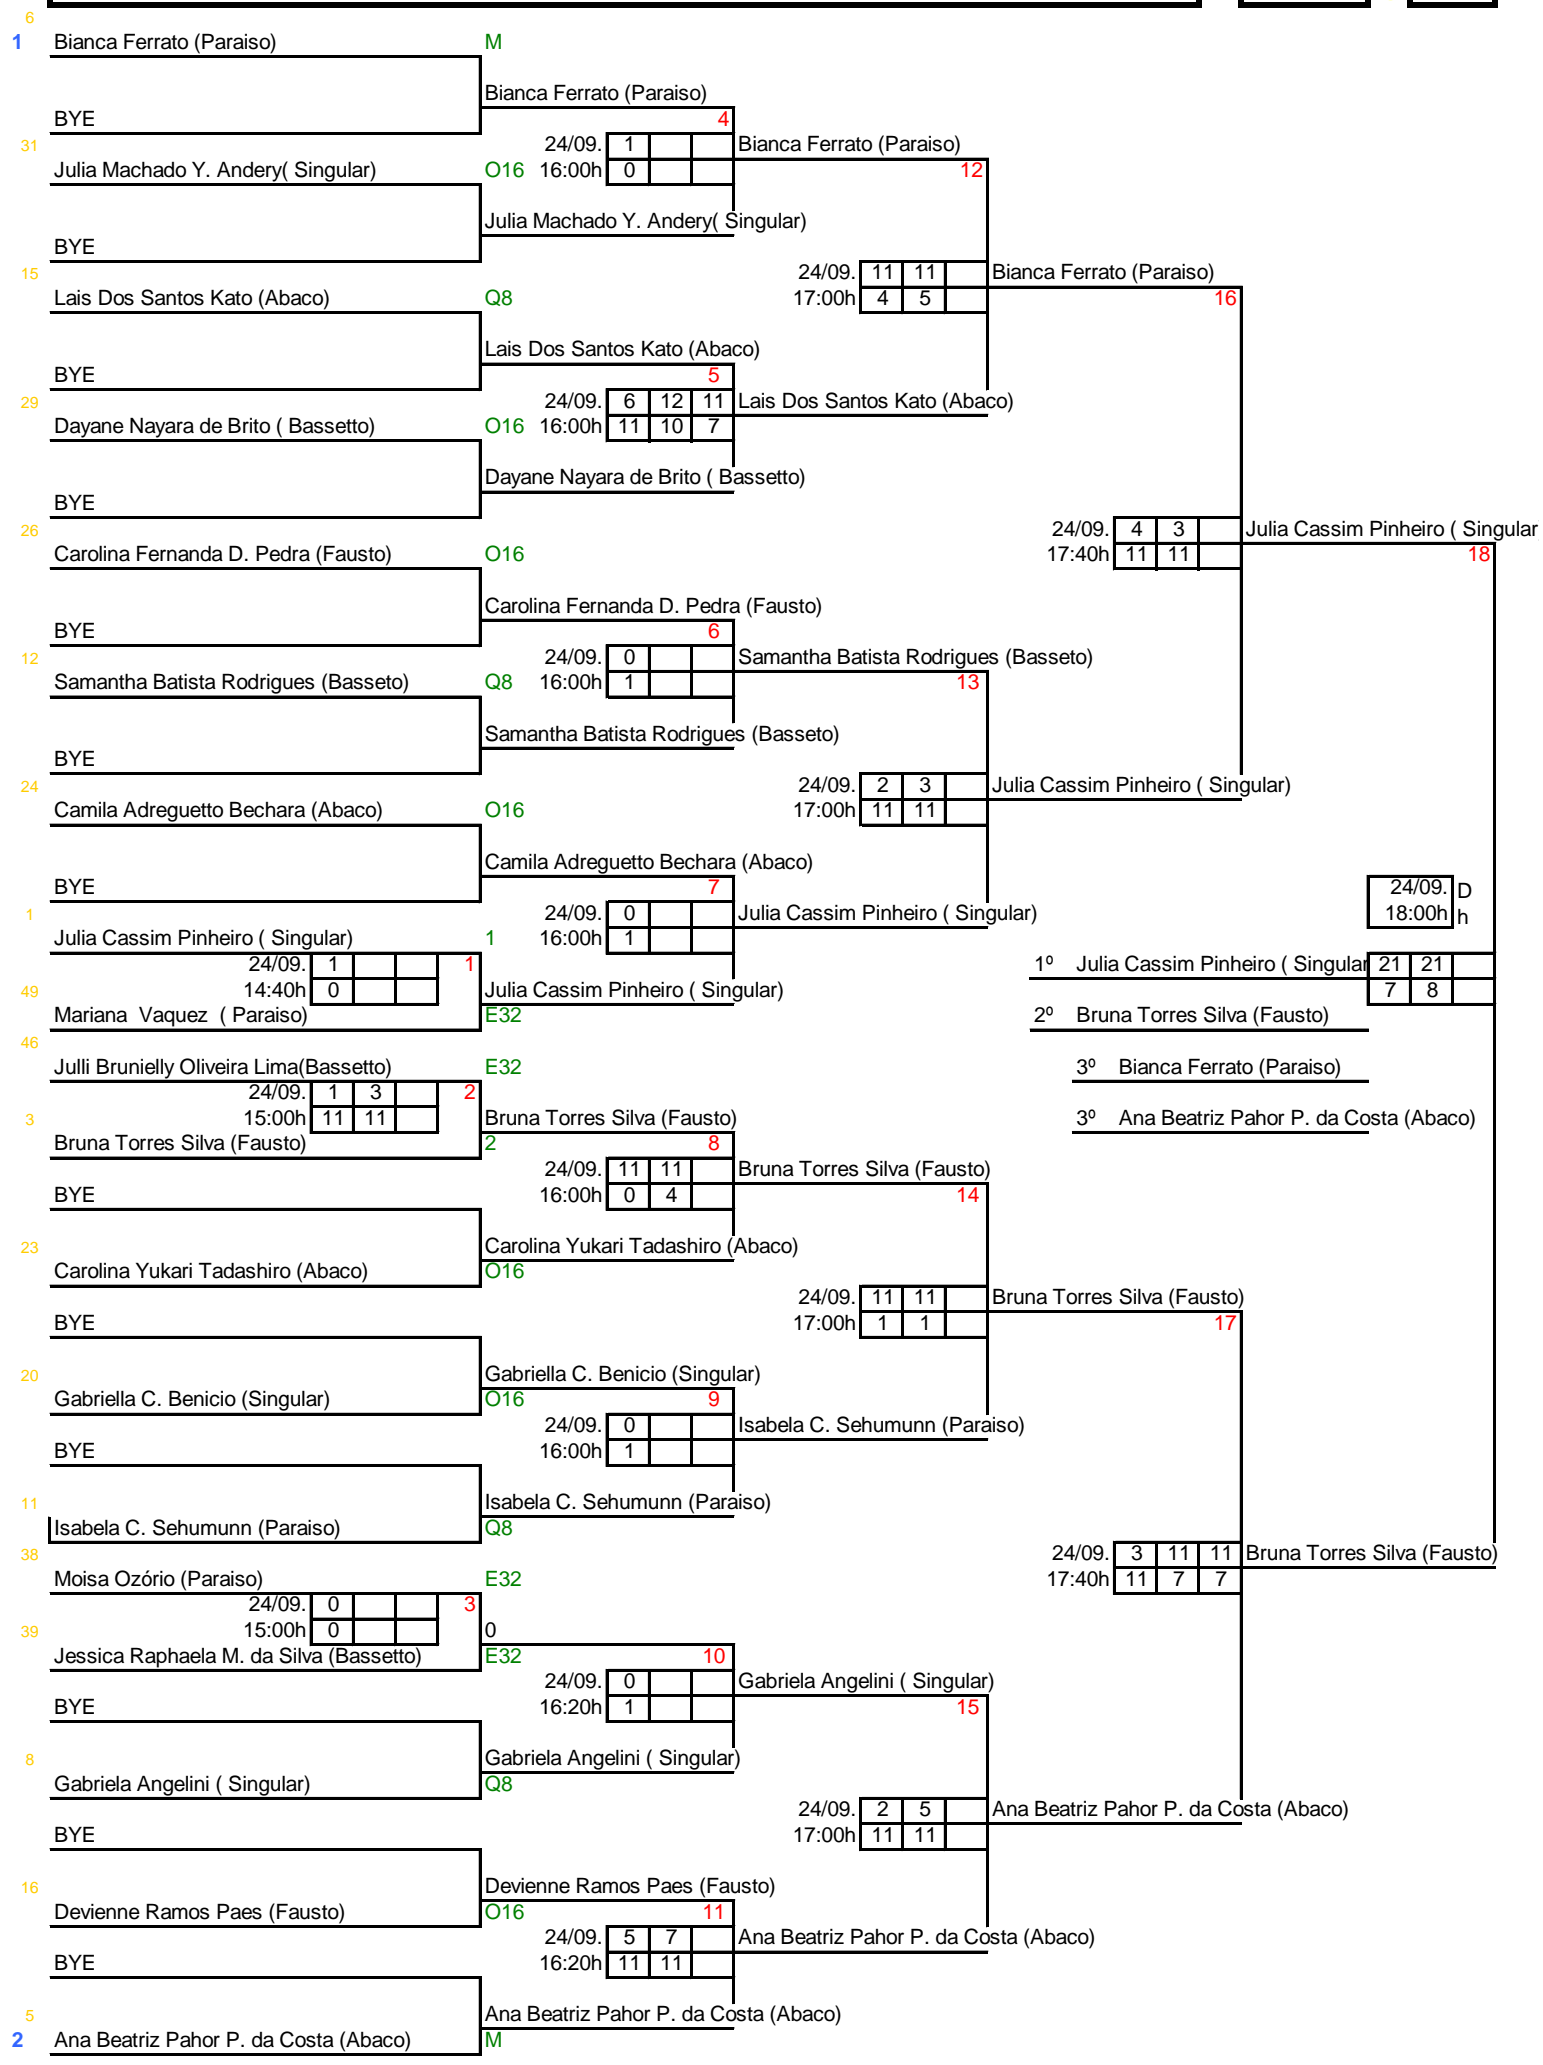 6
1 Bianca Ferrato (Paraiso) M
Bianca Ferrato (Paraiso)
BYE 4
31 24/09. 1 Bianca Ferrato (Paraiso)
Julia Machado Y. Andery( Singular) O16 16:00h 0 12
Julia Machado Y. Andery( Singular)
BYE
15 24/09. 11 11 Bianca Ferrato (Paraiso)
Lais Dos Santos Kato (Abaco) Q8 17:00h 4 5 16
Lais Dos Santos Kato (Abaco)
BYE 5
29 24/09. 6 12 11 Lais Dos Santos Kato (Abaco)
Dayane Nayara de Brito ( Bassetto) O16 16:00h 11 10 7
Dayane Nayara de Brito ( Bassetto)
BYE
26 24/09. 4 3 Julia Cassim Pinheiro ( Singular
Carolina Fernanda D. Pedra (Fausto) O16 17:40h 11 11 18
Carolina Fernanda D. Pedra (Fausto)
BYE 6
12 24/09. 0 Samantha Batista Rodrigues (Basseto)
Samantha Batista Rodrigues (Basseto) Q8 16:00h 1 13
Samantha Batista Rodrigues (Basseto)
BYE
24 24/09. 2 3 Julia Cassim Pinheiro ( Singular)
Camila Adreguetto Bechara (Abaco) O16 17:00h 11 11
Camila Adreguetto Bechara (Abaco)
BYE 7 24/09. D
1 24/09. 0 Julia Cassim Pinheiro ( Singular) 18:00h h
Julia Cassim Pinheiro ( Singular) 1 16:00h 1
24/09. 1 1 1º Julia Cassim Pinheiro ( Singular 21 21
49 14:40h 0 Julia Cassim Pinheiro ( Singular) 7 8
Mariana Vaquez ( Paraiso) E32 2º Bruna Torres Silva (Fausto)
46
Julli Brunielly Oliveira Lima(Bassetto) E32 3º Bianca Ferrato (Paraiso)
24/09. 1 3 2
3 15:00h 11 11 Bruna Torres Silva (Fausto) 3º Ana Beatriz Pahor P. da Costa (Abaco)
Bruna Torres Silva (Fausto) 2 8
24/09. 11 11 Bruna Torres Silva (Fausto)
BYE 16:00h 0 4 14
23 Carolina Yukari Tadashiro (Abaco)
Carolina Yukari Tadashiro (Abaco) O16
24/09. 11 11 Bruna Torres Silva (Fausto)
BYE 17:00h 1 1 17
20 Gabriella C. Benicio (Singular)
Gabriella C. Benicio (Singular) O16 9
24/09. 0 Isabela C. Sehumunn (Paraiso)
BYE 16:00h 1
11 Isabela C. Sehumunn (Paraiso)
Isabela C. Sehumunn (Paraiso) Q8
38 24/09. 3 11 11 Bruna Torres Silva (Fausto)
Moisa Ozório (Paraiso) E32 17:40h 11 7 7
24/09. 0 3
39 15:00h 0 0
Jessica Raphaela M. da Silva (Bassetto) E32 10
24/09. 0 Gabriela Angelini ( Singular)
BYE 16:20h 1 15
8 Gabriela Angelini ( Singular)
Gabriela Angelini ( Singular) Q8
24/09. 2 5 Ana Beatriz Pahor P. da Costa (Abaco)
BYE 17:00h 11 11
16 Devienne Ramos Paes (Fausto)
Devienne Ramos Paes (Fausto) O16 11
24/09. 5 7 Ana Beatriz Pahor P. da Costa (Abaco)
BYE 16:20h 11 11
5 Ana Beatriz Pahor P. da Costa (Abaco)
2 Ana Beatriz Pahor P. da Costa (Abaco) M